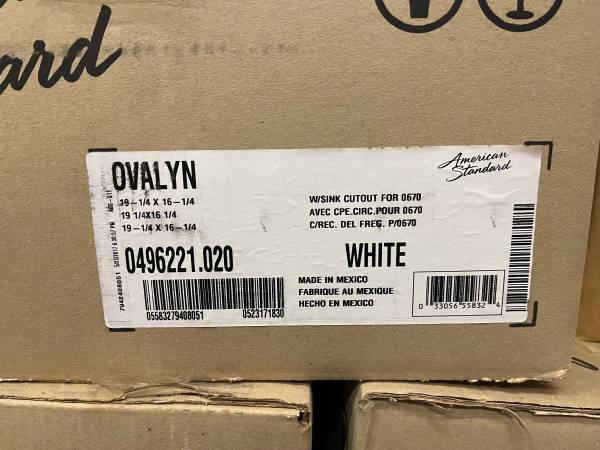 ard
American
Standard
OVALYN
19-1/4 X 16-1/4
19 1/4X16 1/4
19-1/4 X 16-1/4
W/SINK CUTOUT FOR 0670
AVEC CPE.CIRC.POUR 0670
C/REC. DEL FREG. P/0670
0496221.020
WHITE
05583279408051
0523171830
MADE IN MEXICO
FABRIQUE AU MEXIQUE
HECHO EN MEXICO
0 33056 55832 4
7942408051